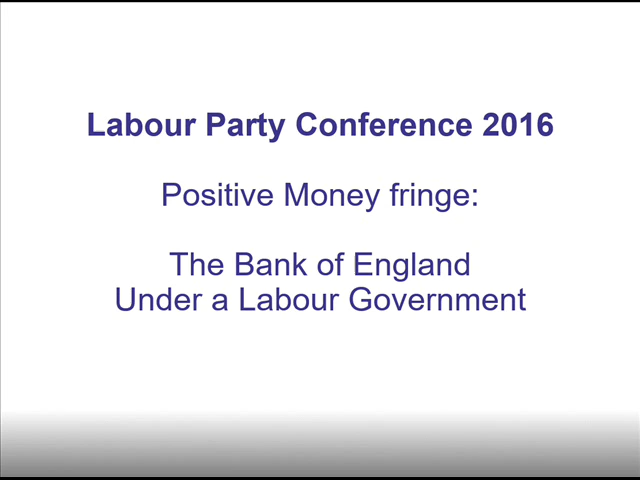 Labour Party Conference 2016
Positive Money fringe:
The Bank of England
Under a Labour Government